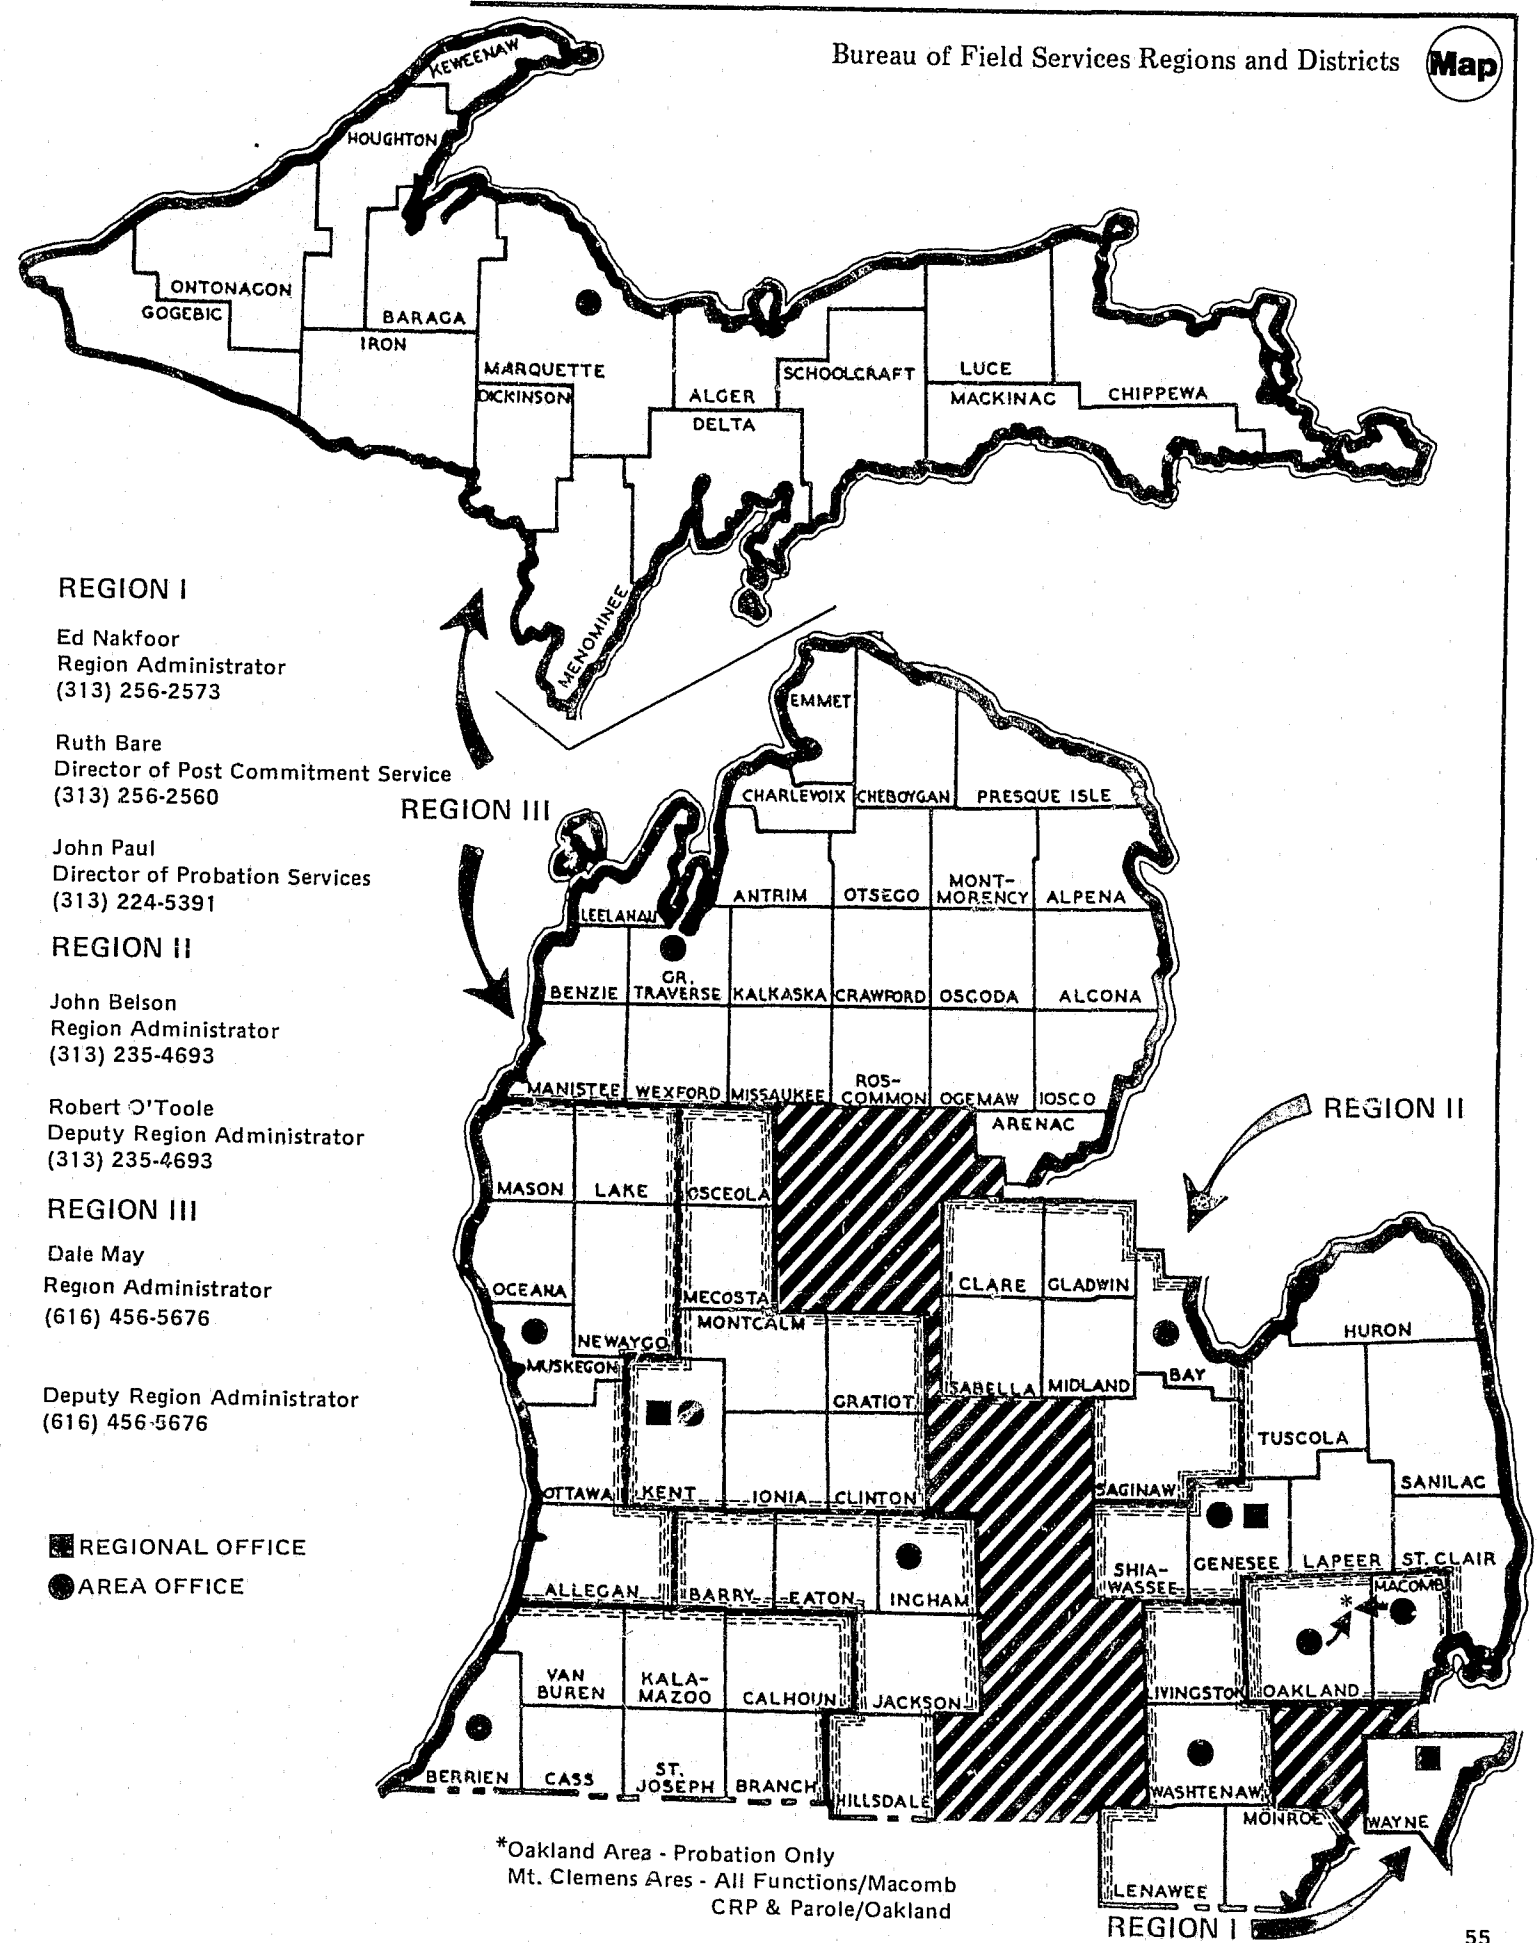 Bureau of Field Services Regions and Districts
Map
KEWEENAW
HOUGHTON
ONTONAGON
GOGEBIC
BARAGA
IRON
MARQUETTE
DICKINSON
ALGER
DELTA
SCHOOLCRAFT
LUCE
MACKINAC
CHIPPEWA
MENOMINEE
REGION I
Ed Nakfoor
Region Administrator
(313) 256-2573
Ruth Bare
Director of Post Commitment Service
(313) 256-2560
John Paul
Director of Probation Services
(313) 224-5391
REGION II
John Belson
Region Administrator
(313) 235-4693
Robert O'Toole
Deputy Region Administrator
(313) 235-4693
REGION III
Dale May
Region Administrator
(616) 456-5676
Deputy Region Administrator
(616) 456-5676
REGIONAL OFFICE
AREA OFFICE
REGION III
EMMET
CHARLEVOIX
CHEBOYGAN
PRESQUE ISLE
LEELANAU
ANTRIM
OTSEGO
MONT-
MORENCY
ALPENA
BENZIE
GR.
TRAVERSE
KALKASKA
CRAWFORD
OSCODA
ALCONA
MANISTEE
WEXFORD
MISSAUKEE
ROS-
COMMON
OGEMAW
IOSCO
ARENAC
REGION II
MASON
LAKE
OSCEOLA
CLARE
GLADWIN
OCEANA
NEWAYGO
MECOSTA
MONTCALM
MUSKEGON
GRATIOT
ISABELLA
MIDLAND
BAY
HURON
TUSCOLA
SANILAC
OTTAWA
KENT
IONIA
CLINTON
SAGINAW
SHIA-
WASSEE
GENESEE
LAPEER
ST. CLAIR
ALLEGAN
BARRY
EATON
INGHAM
MACOMB
*
VAN
BUREN
KALA-
MAZOO
CALHOUN
JACKSON
LIVINGSTON
OAKLAND
BERRIEN
CASS
ST.
JOSEPH
BRANCH
HILLSDALE
WASHTENAW
MONROE
WAYNE
LENAWEE
REGION I
*Oakland Area - Probation Only
Mt. Clemens Ares - All Functions/Macomb
CRP & Parole/Oakland
55